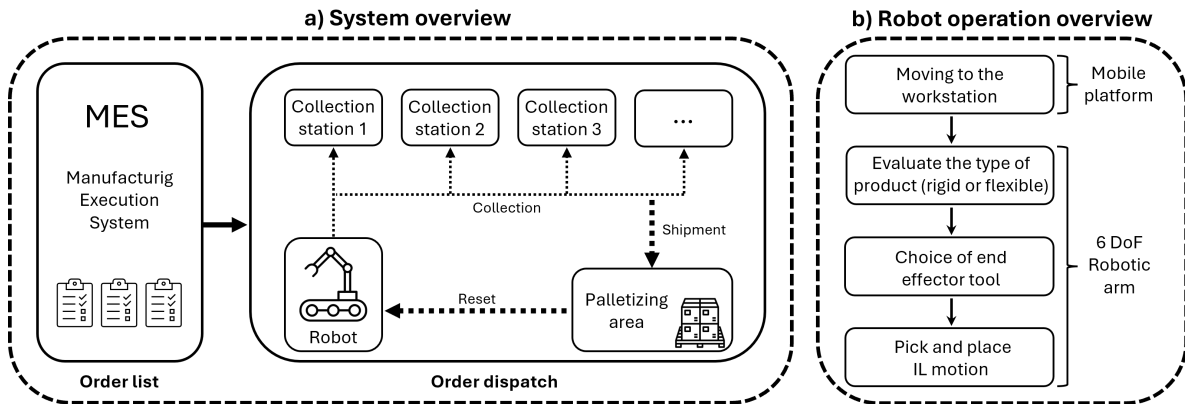 a) System overview
MES
Manufacturig
Execution
System
Order list
Collection
station 1
Collection
station 2
Collection
station 3
...
Collection
Shipment
Robot
Reset
Palletizing
area
Order dispatch
b) Robot operation overview
Moving to the
workstation
Mobile
platform
Evaluate the type of
product (rigid or flexible)
Choice of end
effector tool
Pick and place
IL motion
6 DoF
Robotic
arm